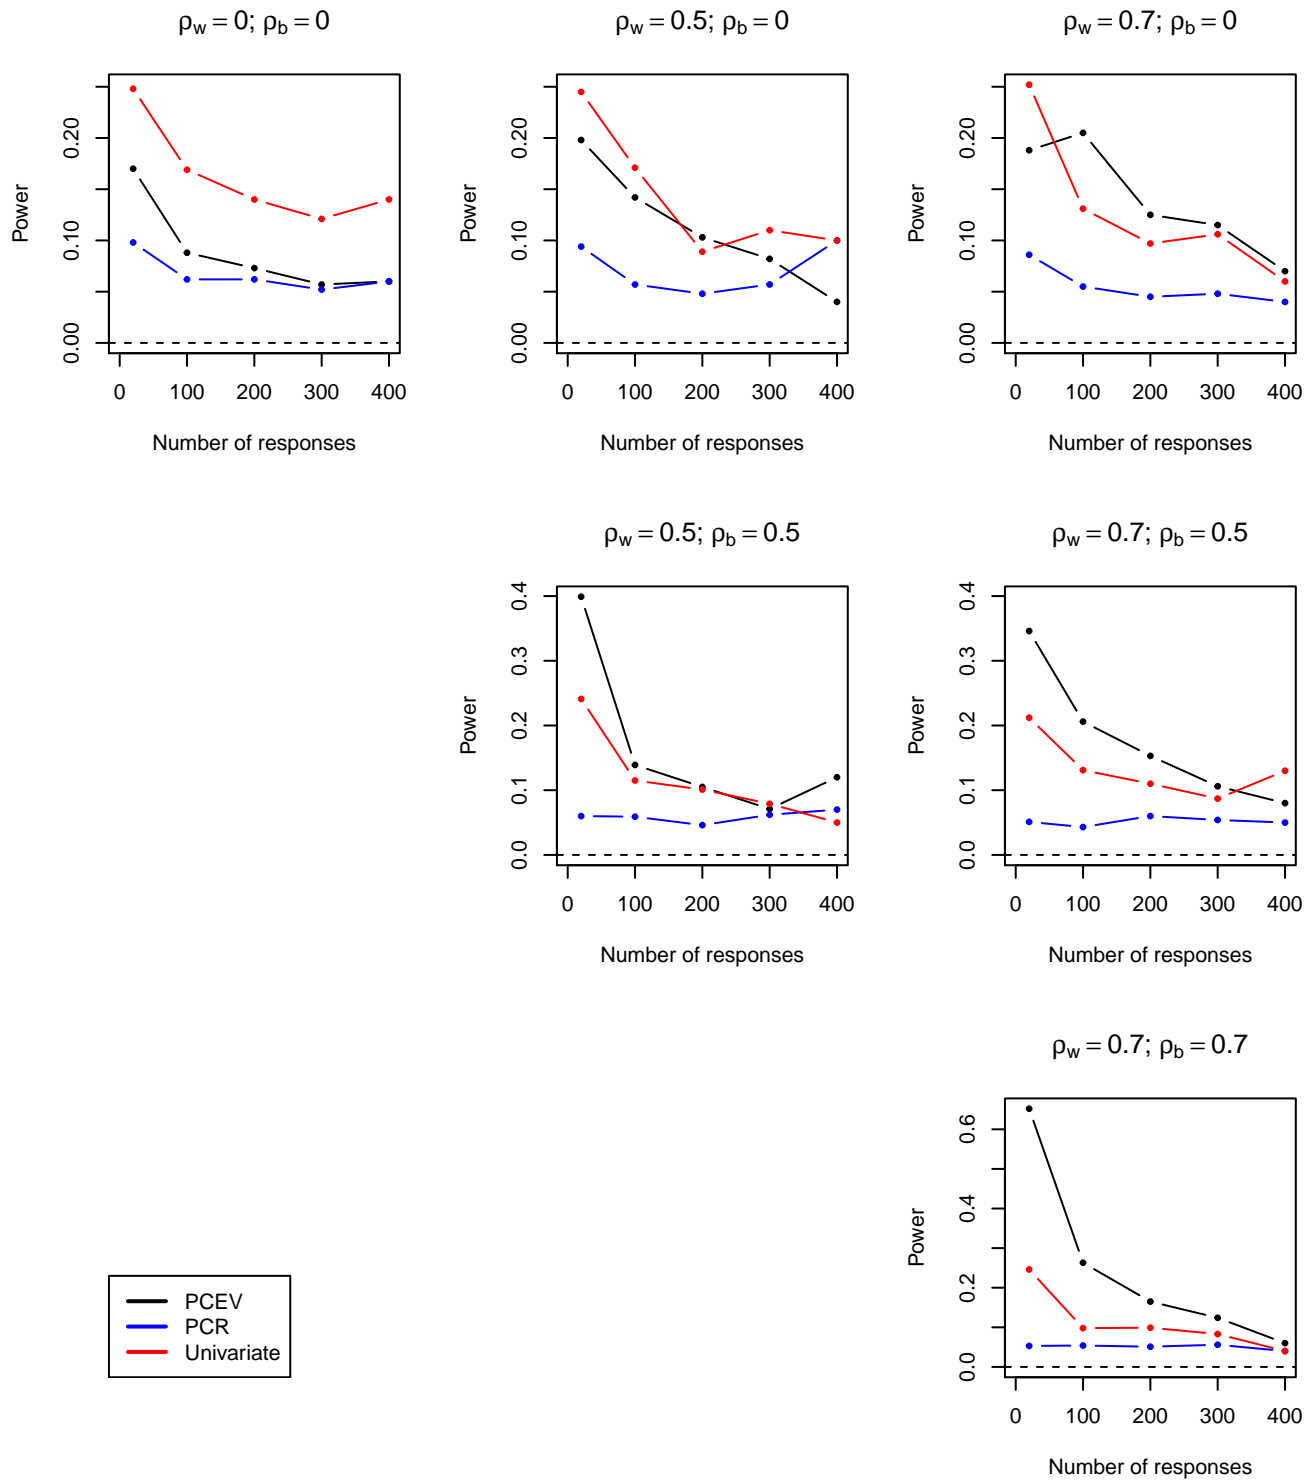 ρw = 0; ρb = 0
ρw = 0.5; ρb = 0
ρw = 0.7; ρb = 0
Power
0.00 0.10 0.20
0 100 200 300 400
Number of responses
Power
0.00 0.10 0.20
0 100 200 300 400
Number of responses
Power
0.00 0.10 0.20
0 100 200 300 400
Number of responses
ρw = 0.5; ρb = 0.5
ρw = 0.7; ρb = 0.5
Power
0.0 0.1 0.2 0.3 0.4
0 100 200 300 400
Number of responses
Power
0.0 0.1 0.2 0.3 0.4
0 100 200 300 400
Number of responses
ρw = 0.7; ρb = 0.7
Power
0.0 0.2 0.4 0.6
0 100 200 300 400
Number of responses
PCEV
PCR
Univariate